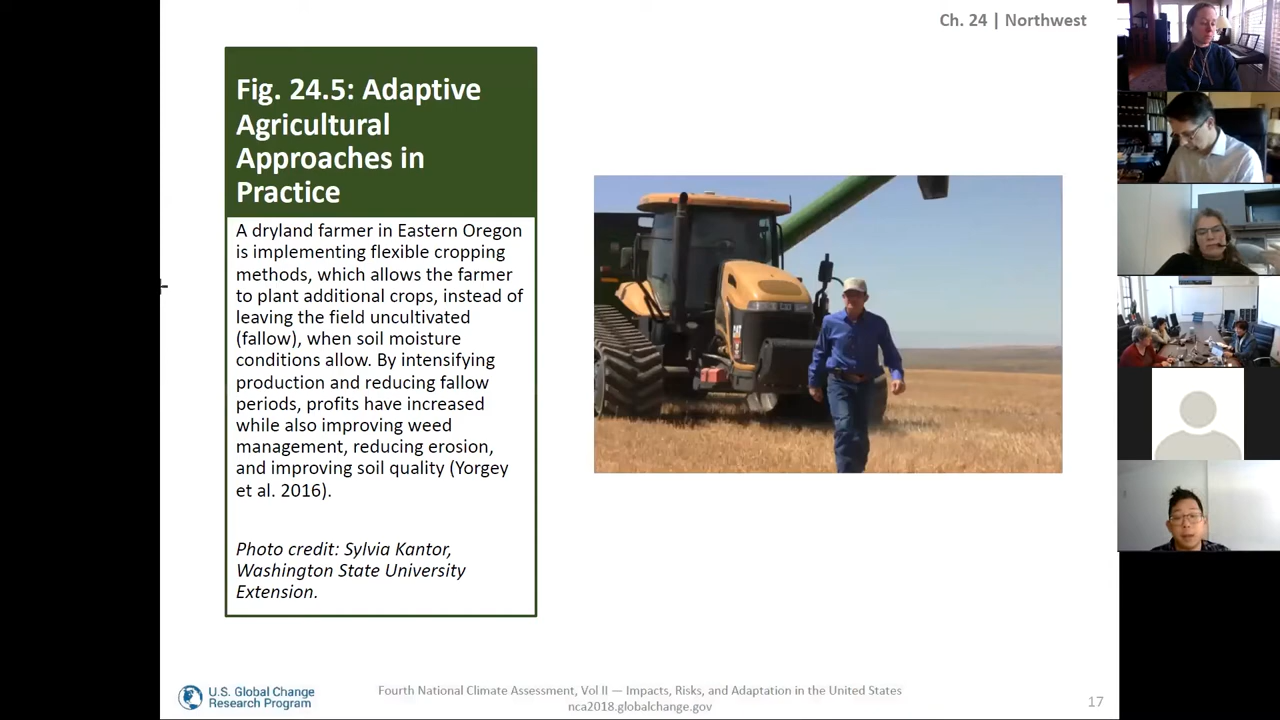 Ch. 24 | Northwest
Fig. 24.5: Adaptive
Agricultural
Approaches in
Practice
A dryland farmer in Eastern Oregon
is implementing flexible cropping
methods, which allows the farmer
to plant additional crops, instead of
leaving the field uncultivated
(fallow), when soil moisture
conditions allow. By intensifying
production and reducing fallow
periods, profits have increased
while also improving weed
management, reducing erosion,
and improving soil quality (Yorgey
et al. 2016).
Photo credit: Sylvia Kantor,
Washington State University
Extension.
CAT
U.S. Global Change
Research Program
Fourth National Climate Assessment, Vol II — Impacts, Risks, and Adaptation in the United States
nca2018.globalchange.gov
17